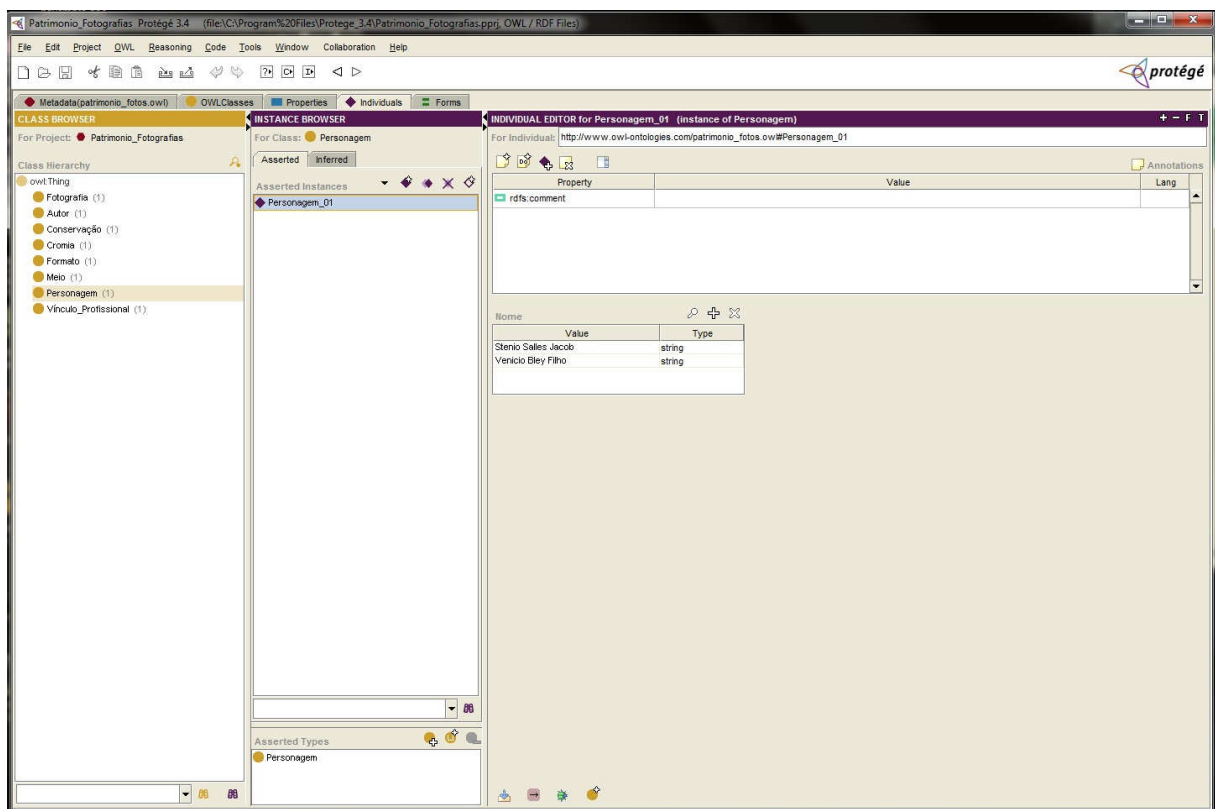 Patrimonio_Fotografias Protégé 3.4 (file:\C:\Program%20Files\Protege_3.4\Patrimonio_Fotografias.pprj, OWL / RDF Files)
File Edit Project OWL Reasoning Code Tools Window Collaboration Help
protégé
Metadata(patrimonio_fotos.owl) OWLClasses Properties Individuals Forms
CLASS BROWSER
For Project: Patrimonio_Fotografias
Class Hierarchy
owl:Thing
Fotografia (1)
Autor (1)
Conservação (1)
Cromia (1)
Formato (1)
Meio (1)
Personagem (1)
Vínculo_Profissional (1)
INSTANCE BROWSER
For Class: Personagem
Asserted Inferred
Asserted Instances
Personagem_01
Asserted Types
Personagem
INDIVIDUAL EDITOR for Personagem_01 (instance of Personagem)
+ - F T
For Individual: http://www.owl-ontologies.com/patrimonio_fotos.owl#Personagem_01
Annotations
Property Value Lang
rdfs:comment
Nome
Value Type
Stenio Salles Jacob string
Venicio Bley Filho string